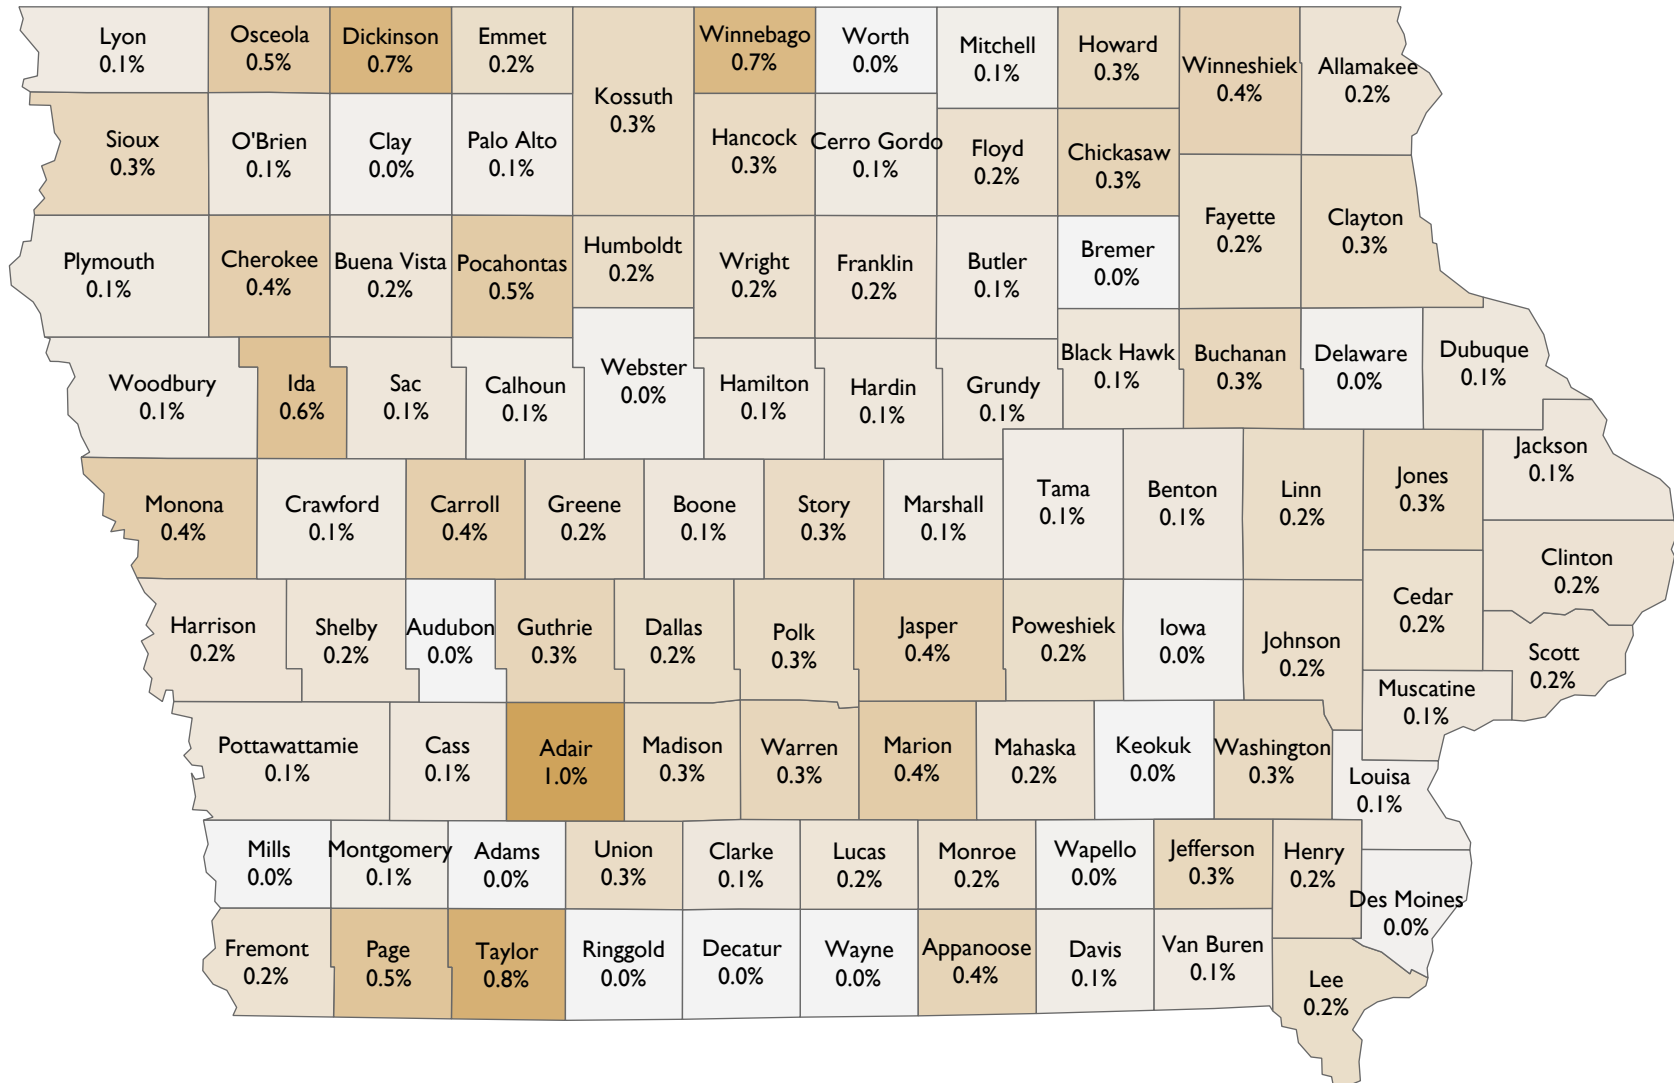 Lyon
0.1%
Osceola
0.5%
Dickinson
0.7%
Emmet
0.2%
Kossuth
0.3%
Winnebago
0.7%
Worth
0.0%
Mitchell
0.1%
Howard
0.3%
Winneshiek
0.4%
Allamakee
0.2%
Sioux
0.3%
O'Brien
0.1%
Clay
0.0%
Palo Alto
0.1%
Hancock
0.3%
Cerro Gordo
0.1%
Floyd
0.2%
Chickasaw
0.3%
Plymouth
0.1%
Cherokee
0.4%
Buena Vista
0.2%
Pocahontas
0.5%
Humboldt
0.2%
Wright
0.2%
Franklin
0.2%
Butler
0.1%
Bremer
0.0%
Fayette
0.2%
Clayton
0.3%
Woodbury
0.1%
Ida
0.6%
Sac
0.1%
Calhoun
0.1%
Webster
0.0%
Hamilton
0.1%
Hardin
0.1%
Grundy
0.1%
Black Hawk
0.1%
Buchanan
0.3%
Delaware
0.0%
Dubuque
0.1%
Monona
0.4%
Crawford
0.1%
Carroll
0.4%
Greene
0.2%
Boone
0.1%
Story
0.3%
Marshall
0.1%
Tama
0.1%
Benton
0.1%
Linn
0.2%
Jones
0.3%
Jackson
0.1%
Clinton
0.2%
Harrison
0.2%
Shelby
0.2%
Audubon
0.0%
Guthrie
0.3%
Dallas
0.2%
Polk
0.3%
Jasper
0.4%
Poweshiek
0.2%
Iowa
0.0%
Johnson
0.2%
Cedar
0.2%
Scott
0.2%
Muscatine
0.1%
Pottawattamie
0.1%
Cass
0.1%
Adair
1.0%
Madison
0.3%
Warren
0.3%
Marion
0.4%
Mahaska
0.2%
Keokuk
0.0%
Washington
0.3%
Louisa
0.1%
Mills
0.0%
Montgomery
0.1%
Adams
0.0%
Union
0.3%
Clarke
0.1%
Lucas
0.2%
Monroe
0.2%
Wapello
0.0%
Jefferson
0.3%
Henry
0.2%
Des Moines
0.0%
Fremont
0.2%
Page
0.5%
Taylor
0.8%
Ringgold
0.0%
Decatur
0.0%
Wayne
0.0%
Appanoose
0.4%
Davis
0.1%
Van Buren
0.1%
Lee
0.2%